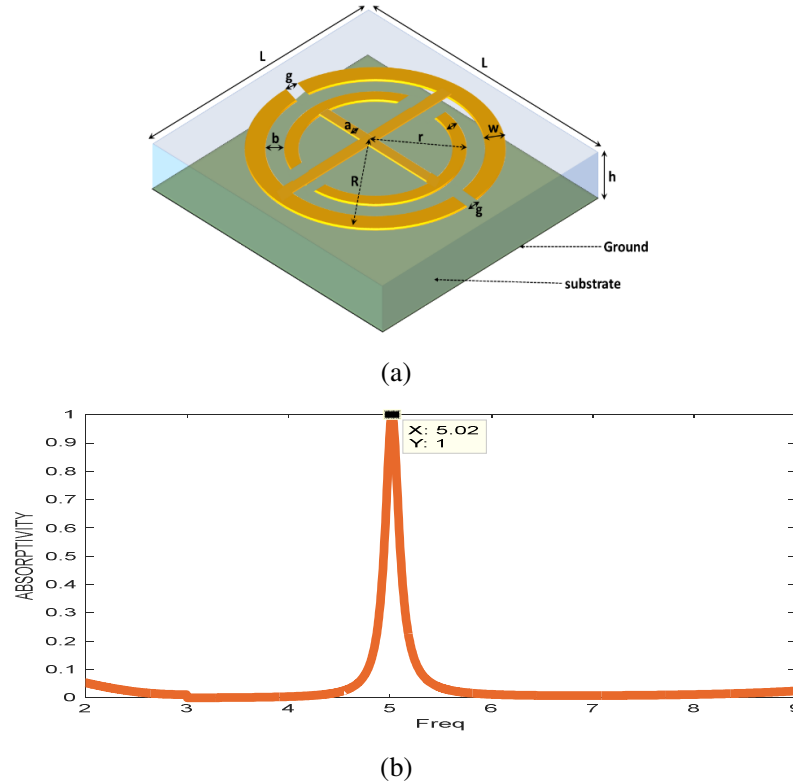 L
L
g
a
w
b
r
R
h
g
Ground
substrate
(a)
1
X: 5.02
Y: 1
0.9
0.8
0.7
0.6
0.5
0.4
0.3
0.2
0.1
0
ABSORPTIVITY
2
3
4
5
6
7
8
9
Freq
(b)